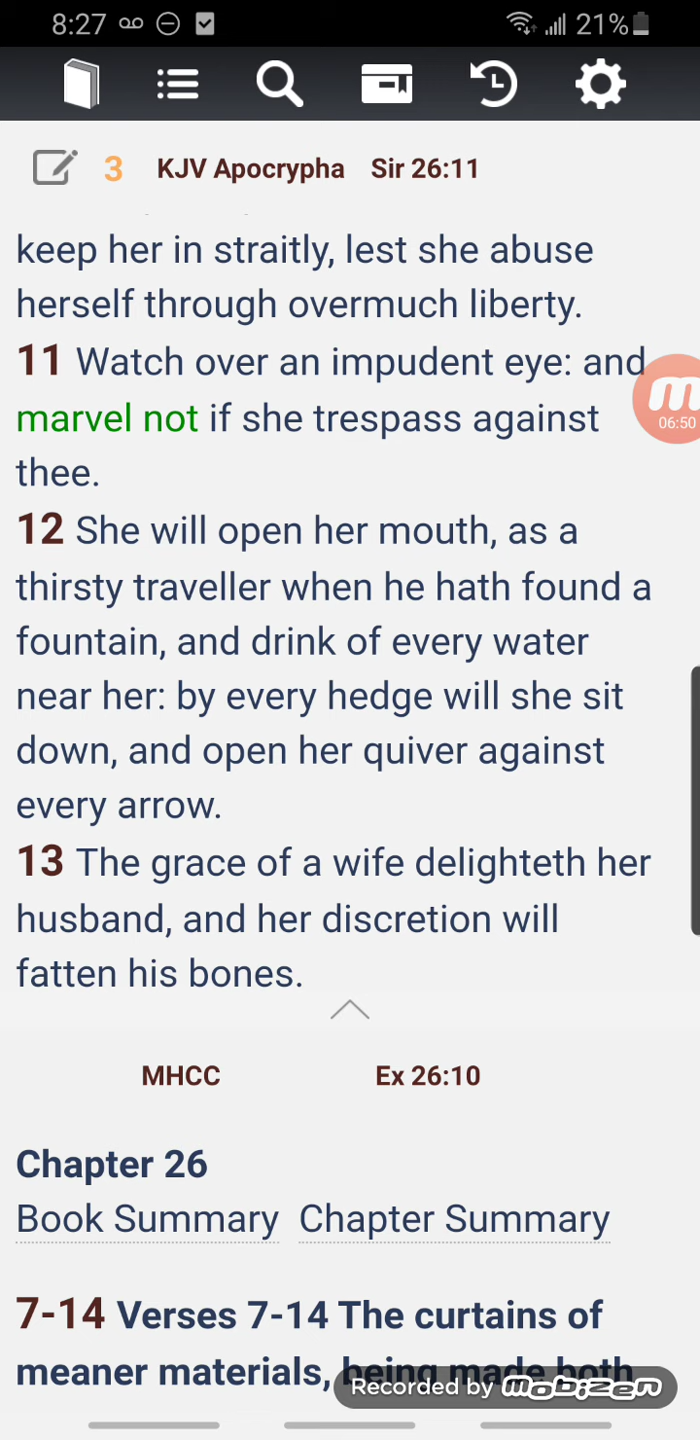 8:27 21%
3 KJV Apocrypha Sir 26:11
keep her in straitly, lest she abuse
herself through overmuch liberty.
11 Watch over an impudent eye: and
marvel not if she trespass against
thee.
06:50
12 She will open her mouth, as a
thirsty traveller when he hath found a
fountain, and drink of every water
near her: by every hedge will she sit
down, and open her quiver against
every arrow.
13 The grace of a wife delighteth her
husband, and her discretion will
fatten his bones.
MHCC Ex 26:10
Chapter 26
Book Summary Chapter Summary
7-14 Verses 7-14 The curtains of
meaner materials, being made both
Recorded by mobizen